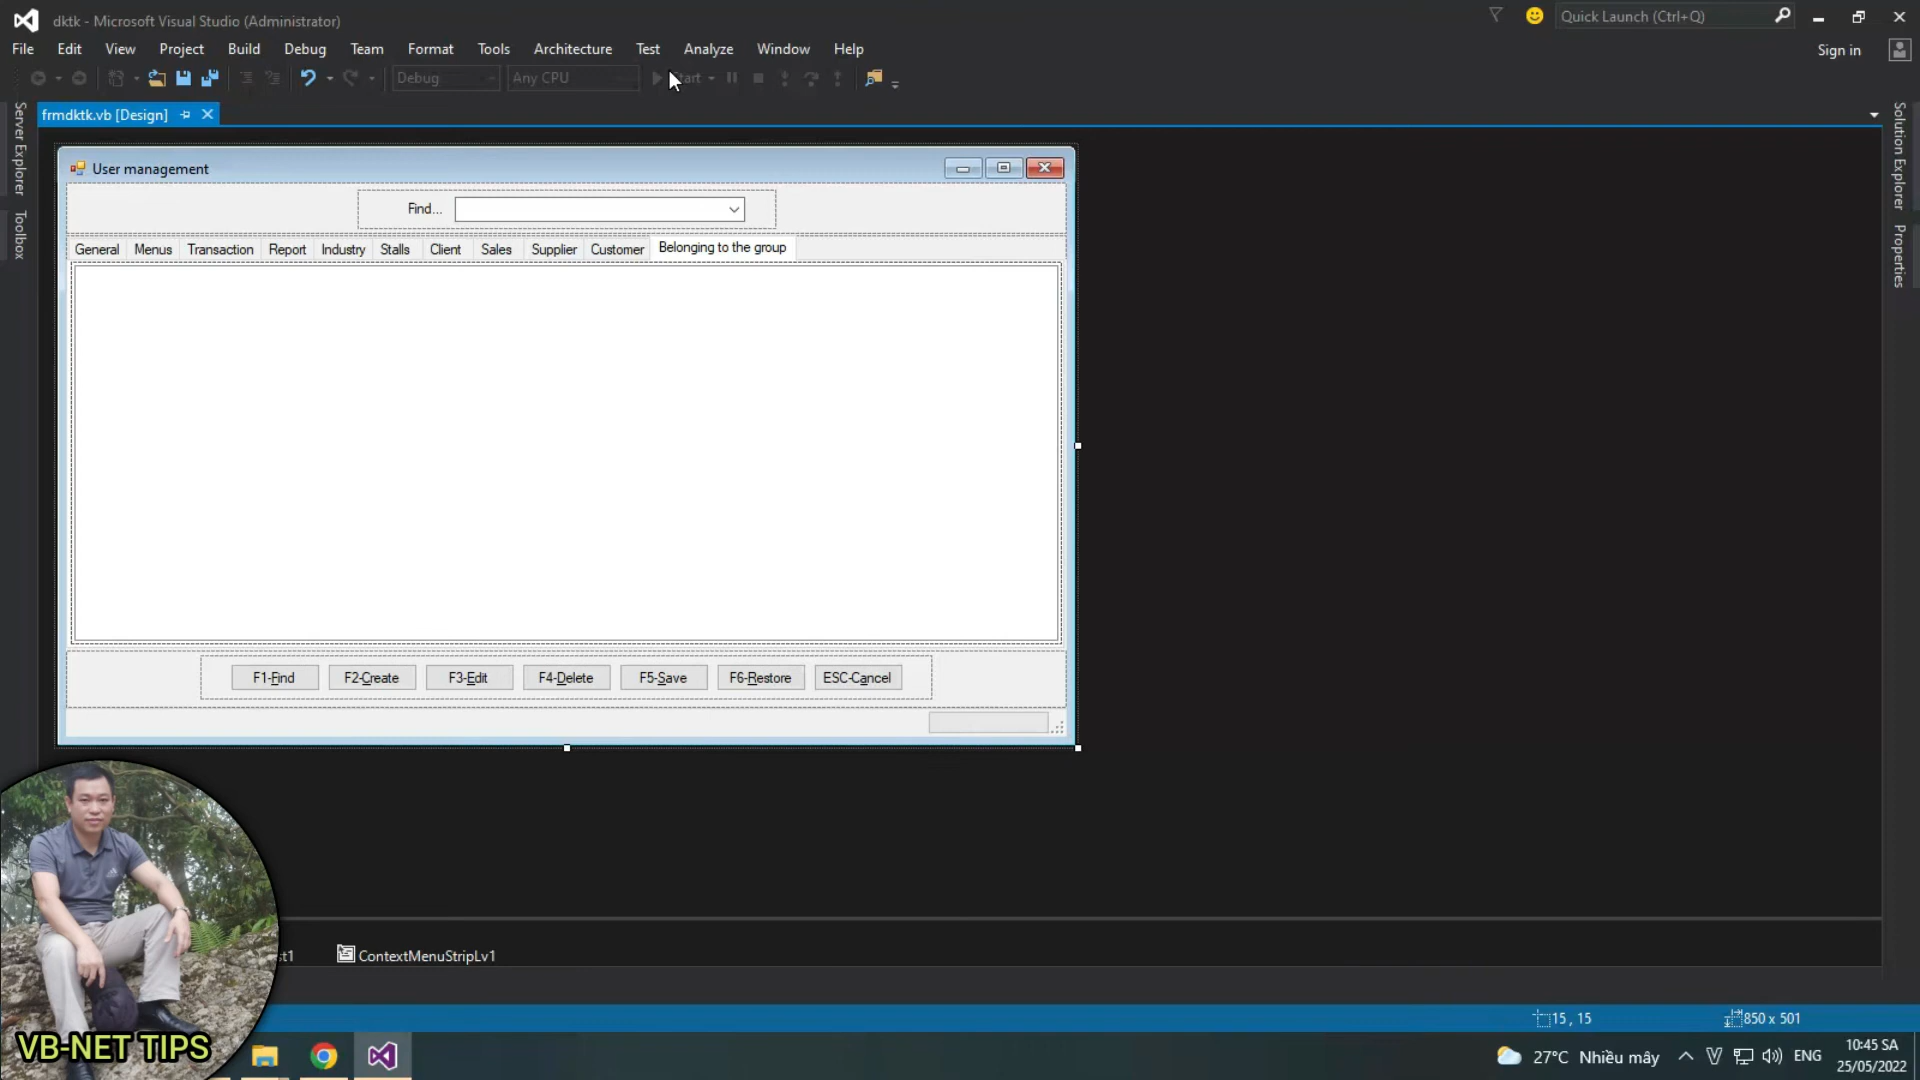 dktk - Microsoft Visual Studio (Administrator)
Quick Launch (Ctrl+Q)
File Edit View Project Build Debug Team Format Tools Architecture Test Analyze Window Help
Sign in
Debug
Any CPU
frmdktk.vb [Design]
Server Explorer
Toolbox
Solution Explorer
Properties
User management
Find...
General Menus Transaction Report Industry Stalls Client Sales Supplier Customer Belonging to the group
F1-Find F2-Create F3-Edit F4-Delete F5-Save F6-Restore ESC-Cancel
ContextMenuStripLv1
15 , 15
850 x 501
VB-NET TIPS
27°C Nhiều mây
ENG
10:45 SA
25/05/2022